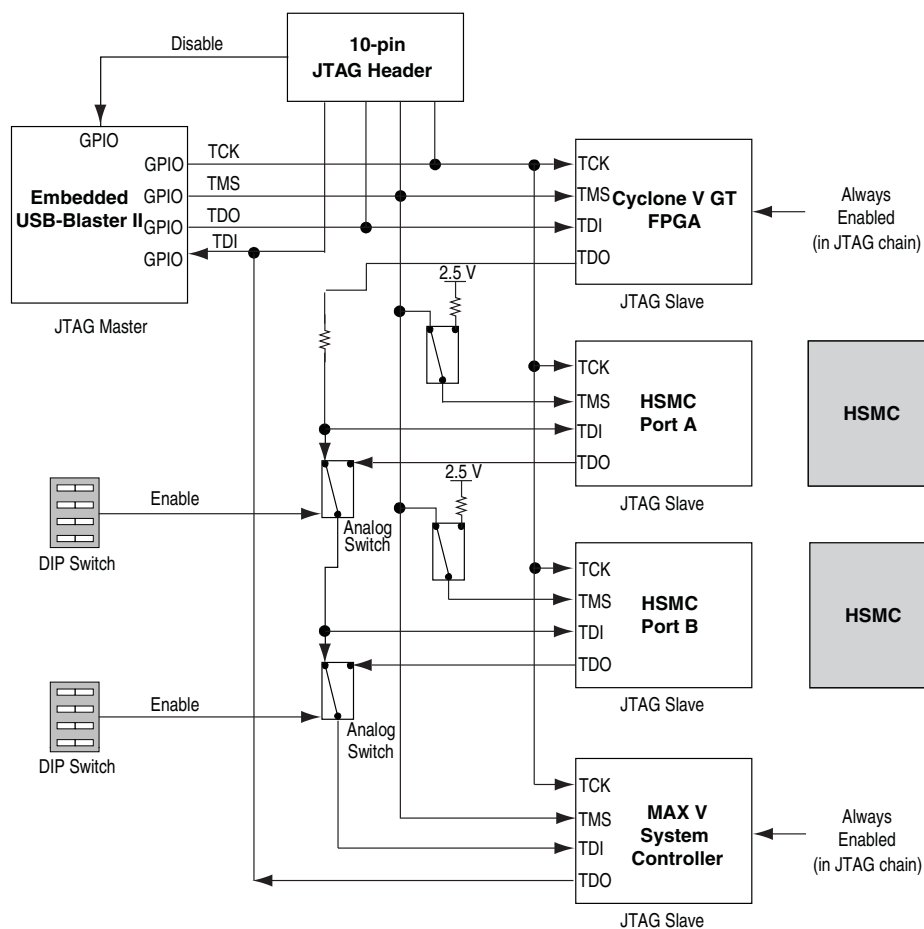 10-pin
JTAG Header
Disable
GPIO
Embedded
USB-Blaster II
GPIO
GPIO
GPIO
GPIO
TCK
TMS
TDO
TDI
JTAG Master
TCK
TMS
TDI
TDO
Cyclone V GT
FPGA
JTAG Slave
Always
Enabled
(in JTAG chain)
2.5 V
TCK
TMS
TDI
TDO
HSMC
Port A
JTAG Slave
HSMC
DIP Switch
Enable
Analog
Switch
2.5 V
TCK
TMS
TDI
TDO
HSMC
Port B
JTAG Slave
HSMC
DIP Switch
Enable
Analog
Switch
TCK
TMS
TDI
TDO
MAX V
System
Controller
JTAG Slave
Always
Enabled
(in JTAG chain)